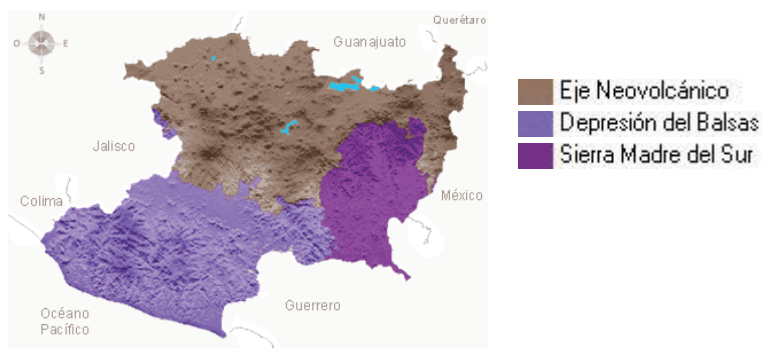 N
O
E
S
Querétaro
Guanajuato
Jalisco
Colima
México
Guerrero
Océano
Pacífico
Eje Neovolcánico
Depresión del Balsas
Sierra Madre del Sur